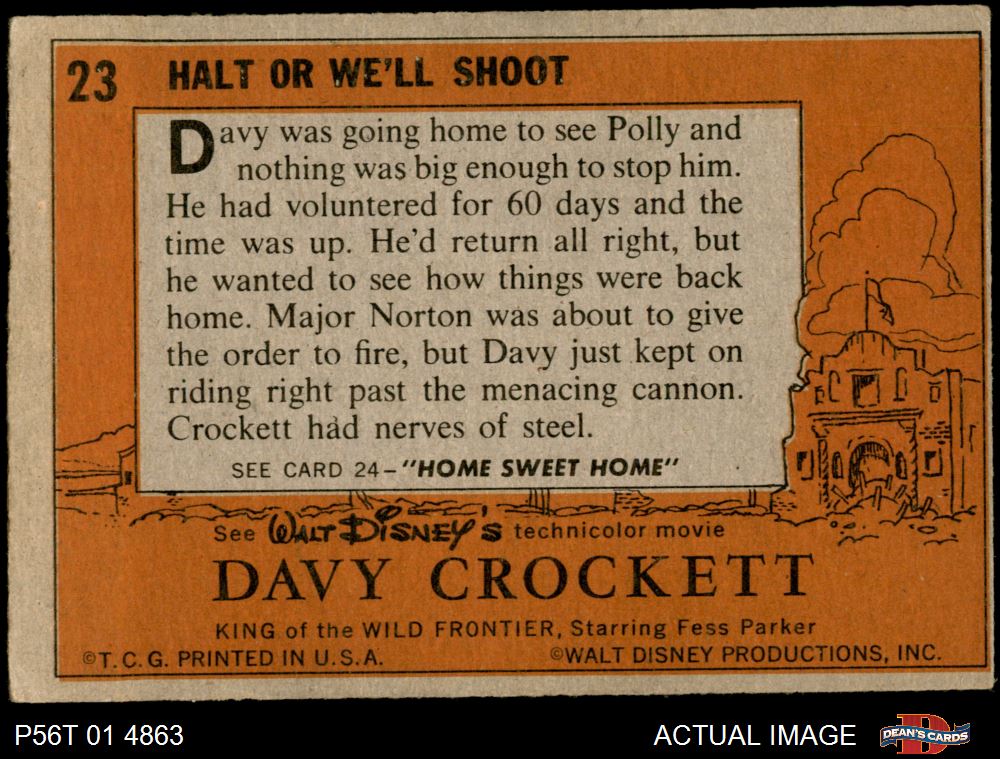 23 HALT OR WE'LL SHOOT
Davy was going home to see Polly and
nothing was big enough to stop him.
He had voluntered for 60 days and the
time was up. He'd return all right, but
he wanted to see how things were back
home. Major Norton was about to give
the order to fire, but Davy just kept on
riding right past the menacing cannon.
Crockett had nerves of steel.
SEE CARD 24-"HOME SWEET HOME"
See WALT DISNEY'S technicolor movie
DAVY CROCKETT
KING of the WILD FRONTIER, Starring Fess Parker
©T.C.G. PRINTED IN U.S.A. ©WALT DISNEY PRODUCTIONS, INC.
P56T 01 4863 ACTUAL IMAGE D DEAN'S CARDS